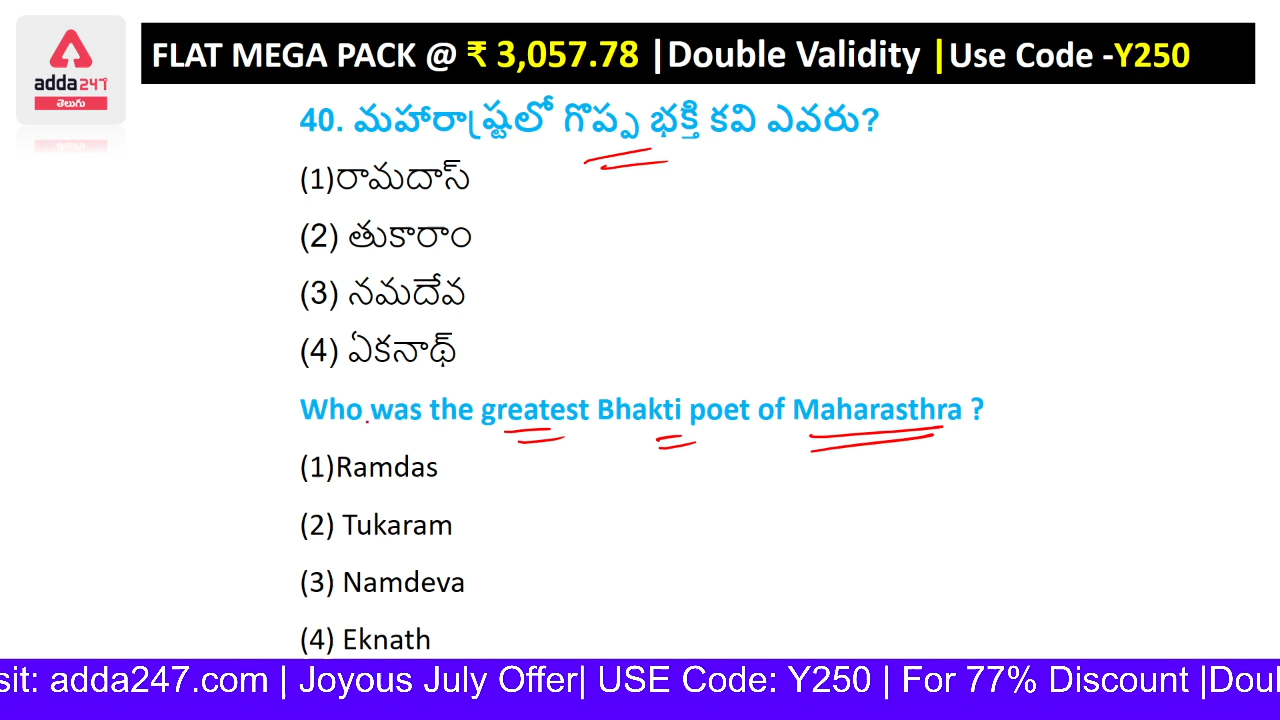 FLAT MEGA PACK @ ₹ 3,057.78 |Double Validity |Use Code -Y250
adda247
తెలుగు
40. మహారాష్ట్రలో గొప్ప భక్తి కవి ఎవరు?
(1)రామదాస్
(2) తుకారాం
(3) నమదేవ
(4) ఏకనాథ్
Who was the greatest Bhakti poet of Maharasthra ?
(1)Ramdas
(2) Tukaram
(3) Namdeva
(4) Eknath
sit: adda247.com | Joyous July Offer| USE Code: Y250 | For 77% Discount |Doul